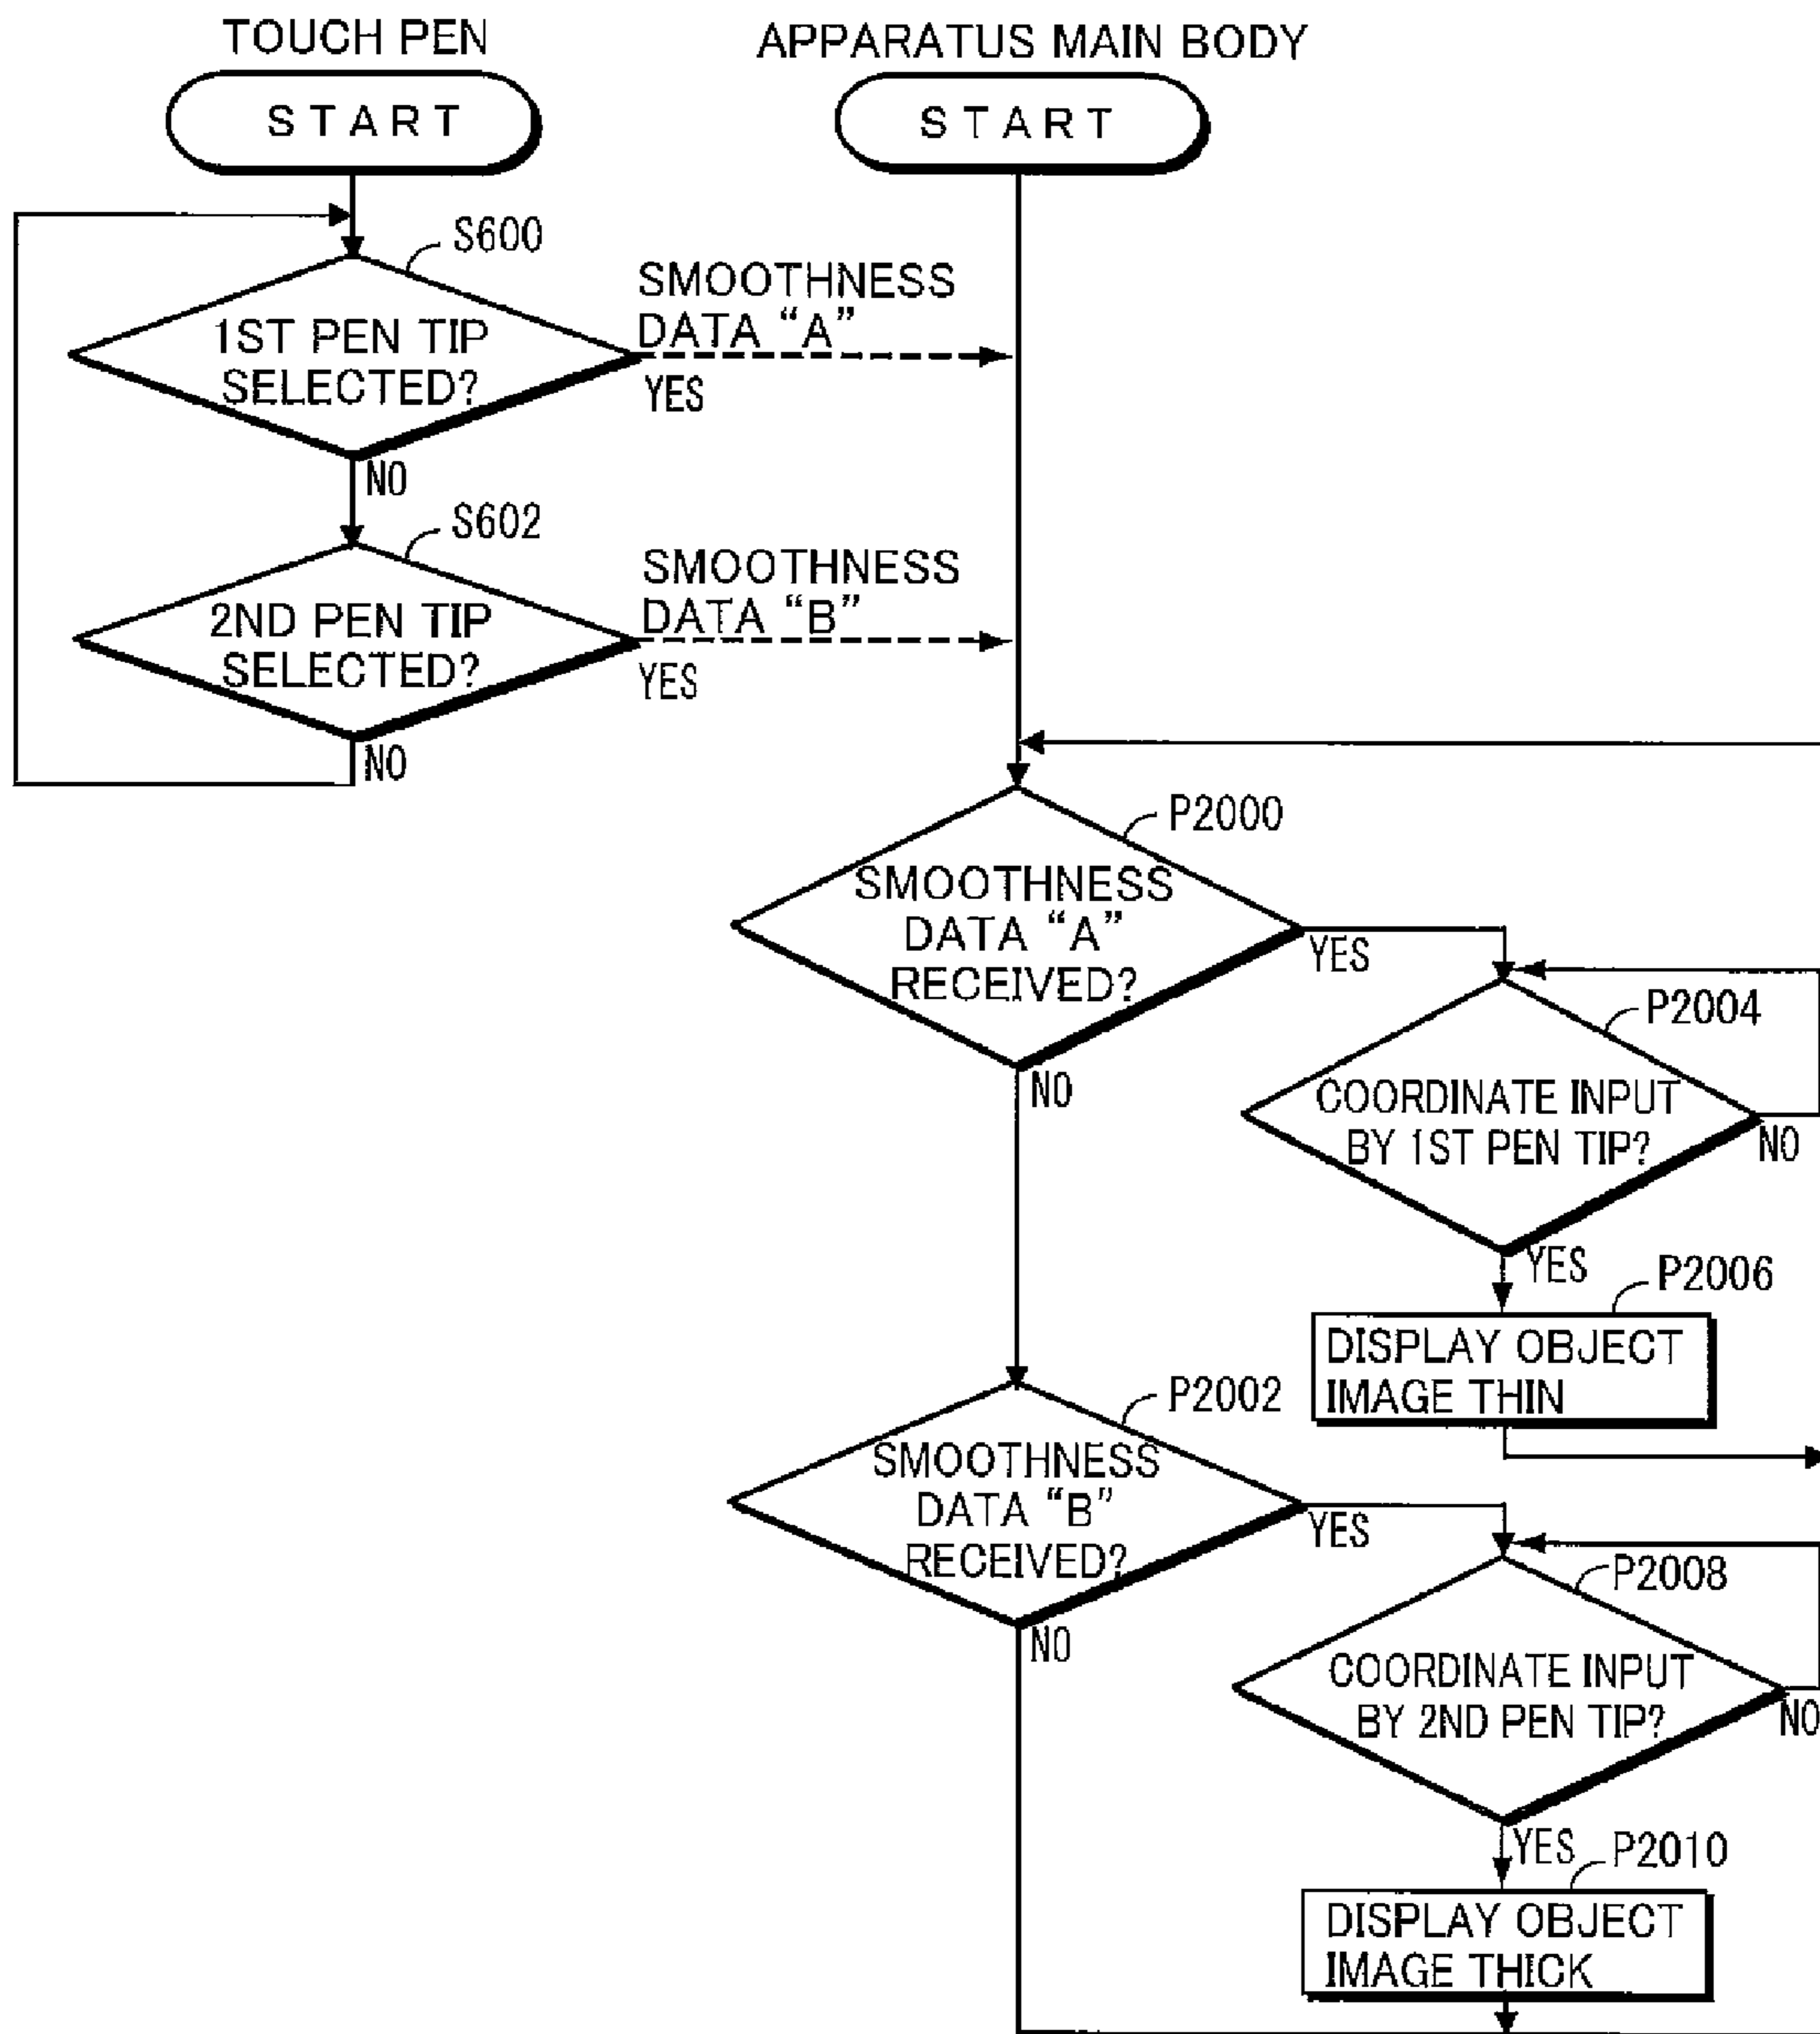 TOUCH PEN
START
S600
1ST PEN TIP
SELECTED?
SMOOTHNESS
DATA “A”
YES
NO
S602
2ND PEN TIP
SELECTED?
SMOOTHNESS
DATA “B”
YES
NO
APPARATUS MAIN BODY
START
P2000
SMOOTHNESS
DATA “A”
RECEIVED?
YES
NO
P2004
COORDINATE INPUT
BY 1ST PEN TIP?
NO
YES
P2006
DISPLAY OBJECT
IMAGE THIN
P2002
SMOOTHNESS
DATA “B”
RECEIVED?
YES
NO
P2008
COORDINATE INPUT
BY 2ND PEN TIP?
NO
YES
P2010
DISPLAY OBJECT
IMAGE THICK